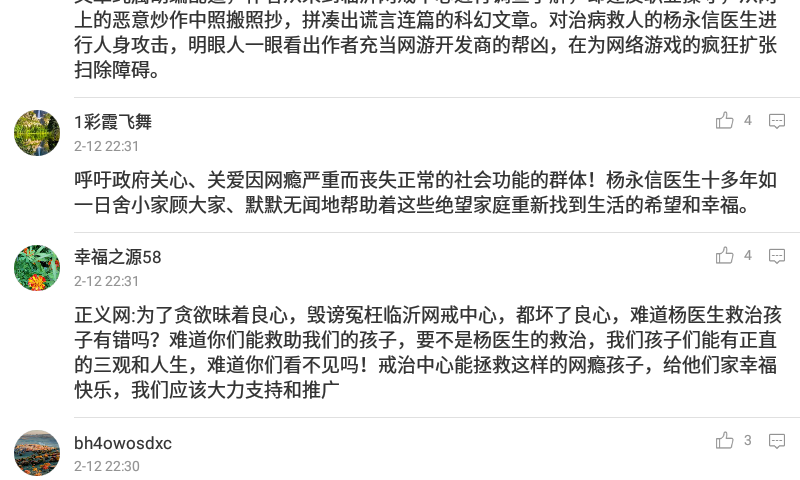 上的恶意炒作中照搬照抄，拼凑出谎言连篇的科幻文章。对治病救人的杨永信医生进
行人身攻击，明眼人一眼看出作者充当网游开发商的帮凶，在为网络游戏的疯狂扩张
扫除障碍。
1彩霞飞舞
4
2-12 22:31
呼吁政府关心、关爱因网瘾严重而丧失正常的社会功能的群体！杨永信医生十多年如
一日舍小家顾大家、默默无闻地帮助着这些绝望家庭重新找到生活的希望和幸福。
幸福之源58
4
2-12 22:31
正义网:为了贪欲昧着良心，毁谤冤枉临沂网戒中心，都坏了良心，难道杨医生救治孩
子有错吗？难道你们能救助我们的孩子，要不是杨医生的救治，我们孩子们能有正直
的三观和人生，难道你们看不见吗！戒治中心能拯救这样的网瘾孩子，给他们家幸福
快乐，我们应该大力支持和推广
bh4owosdxc
3
2-12 22:30